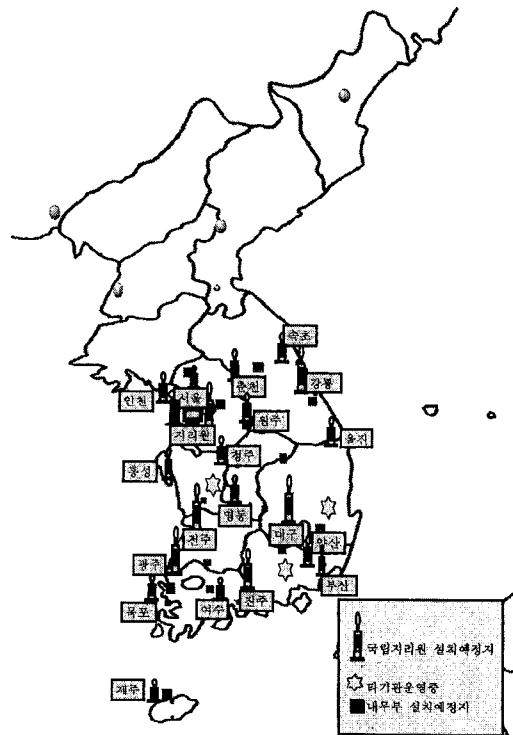 속초
강릉
춘천
서울
인천
원주
지리원
울진
청주
홍성
영동
대구
양산
전주
광주
부산
목포
여수
진주
제주
국립지리원 설치예정지
타기관운영중
내무부 설치예정지